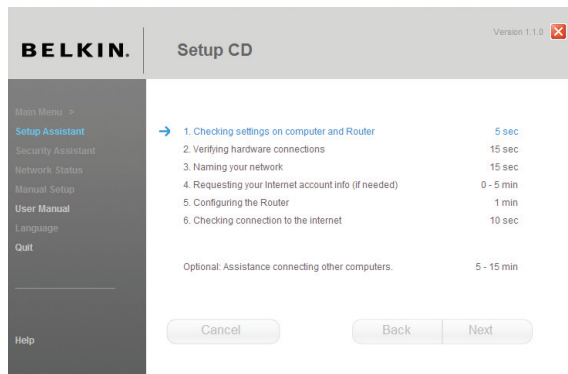 BELKIN.
Setup CD
Version 1.1.0
Main Menu >
Setup Assistant
Security Assistant
Network Status
Manual Setup
User Manual
Language
Quit
Help
1. Checking settings on computer and Router 5 sec
2. Verifying hardware connections 15 sec
3. Naming your network 15 sec
4. Requesting your Internet account info (if needed) 0 - 5 min
5. Configuring the Router 1 min
6. Checking connection to the internet 10 sec
Optional: Assistance connecting other computers. 5 - 15 min
Cancel Back Next